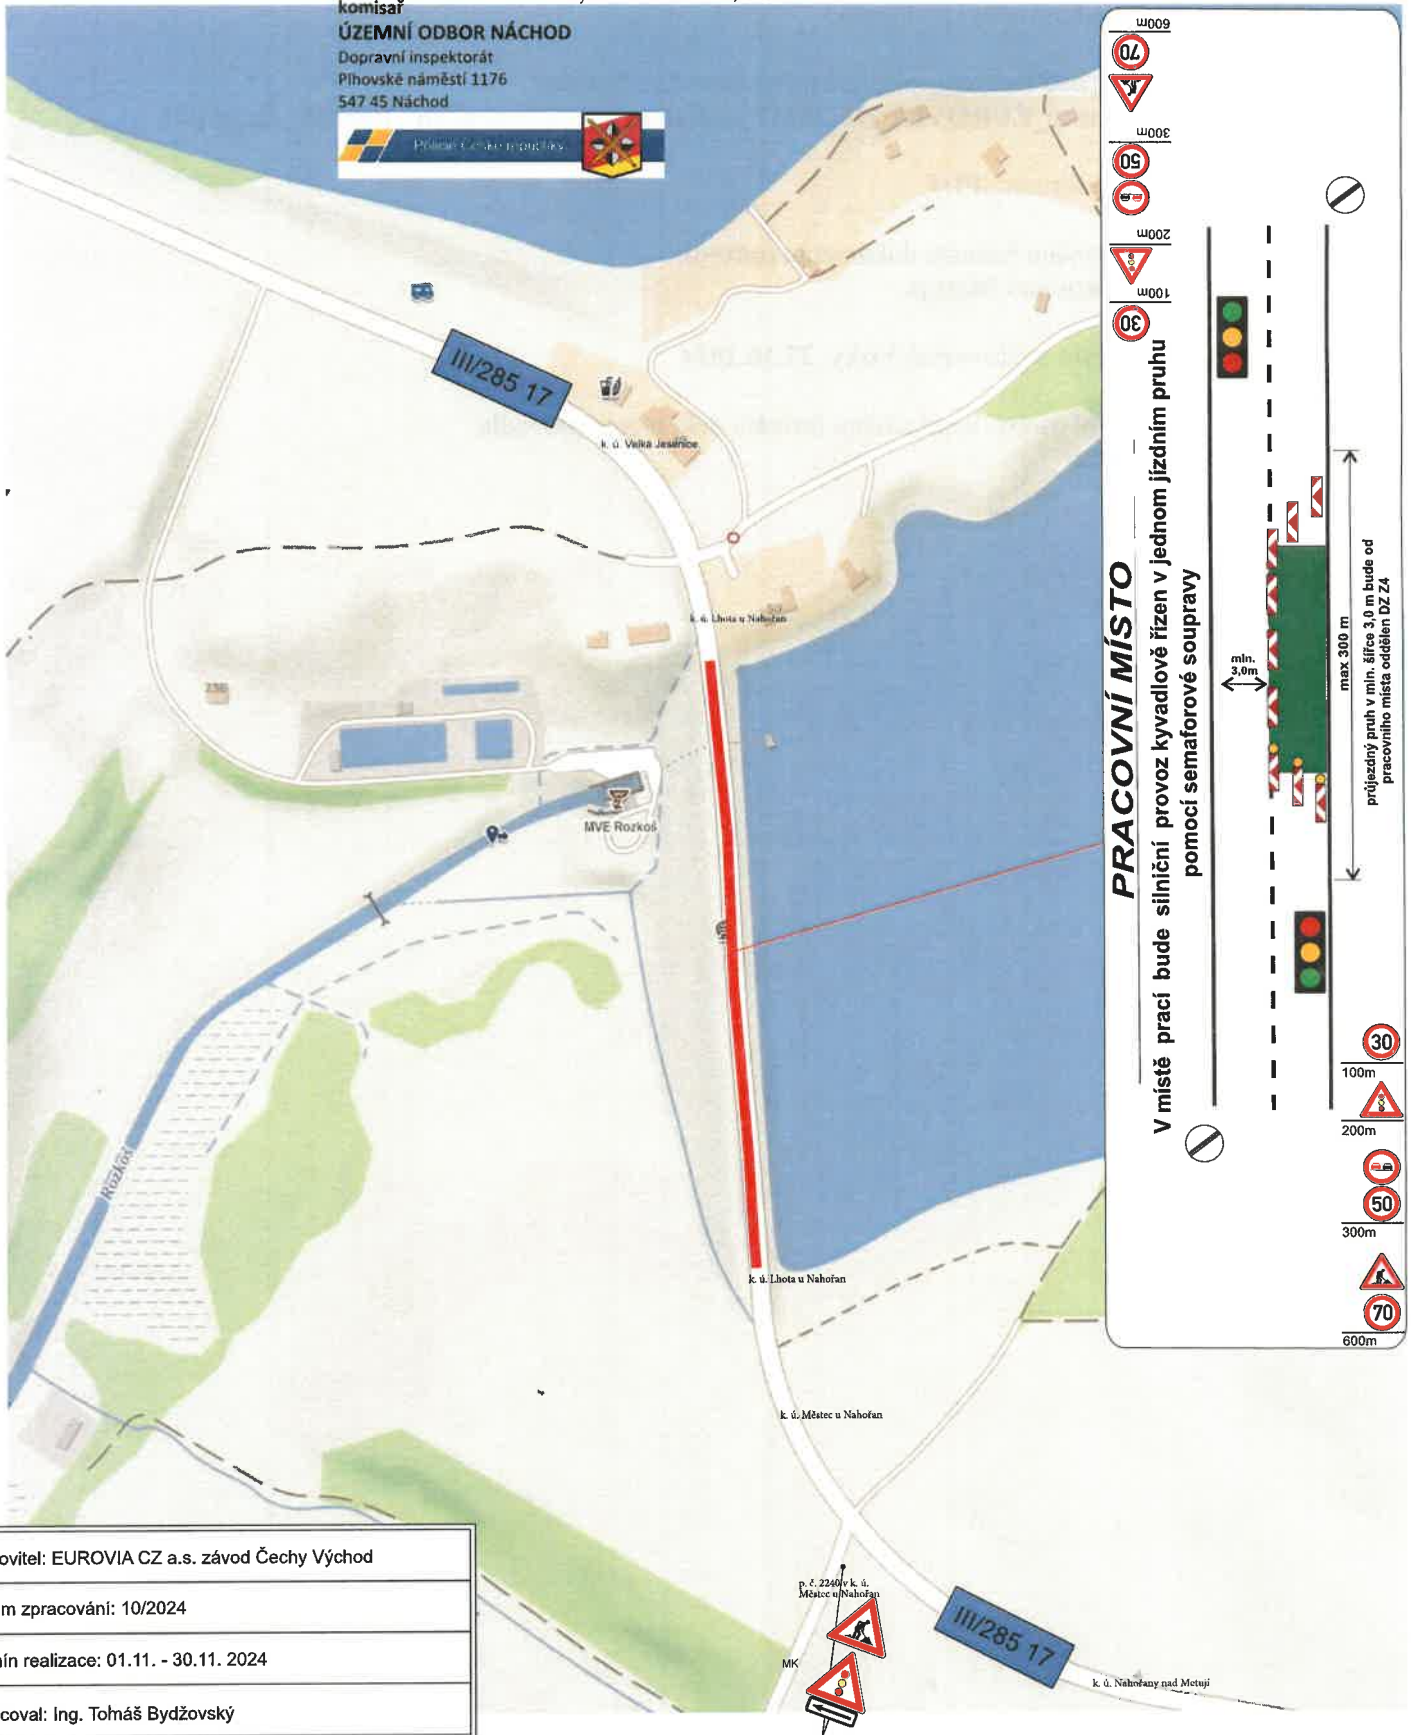 komisař
ÚZEMNÍ ODBOR NÁCHOD
Dopravní inspektorát
Plhovské náměstí 1176
547 45 Náchod
Policie České republiky
III/285 17
k. ú. Velká Jesenice
k. ú. Lhota u Nahořan
MVE Rozkoš
Rozkoš
k. ú. Lhota u Nahořan
k. ú. Městec u Nahořan
p. č. 2240 v k. ú.
Městec u Nahořan
MK
III/285 17
k. ú. Nahořany nad Metují
600m
70
300m
50
200m
100m
30
PRACOVNÍ MÍSTO
V místě prací bude silniční provoz kyvadlově řízen v jednom jízdním pruhu
pomocí semaforové soupravy
min.
3,0m
max 300 m
průjezdný pruh v min. šířce 3,0 m bude od
pracovního místa oddělen DZ Z4
30
100m
200m
50
300m
70
600m
ovitel: EUROVIA CZ a.s. závod Čechy Východ
m zpracování: 10/2024
nín realizace: 01.11. - 30.11. 2024
coval: Ing. Tomáš Bydžovský